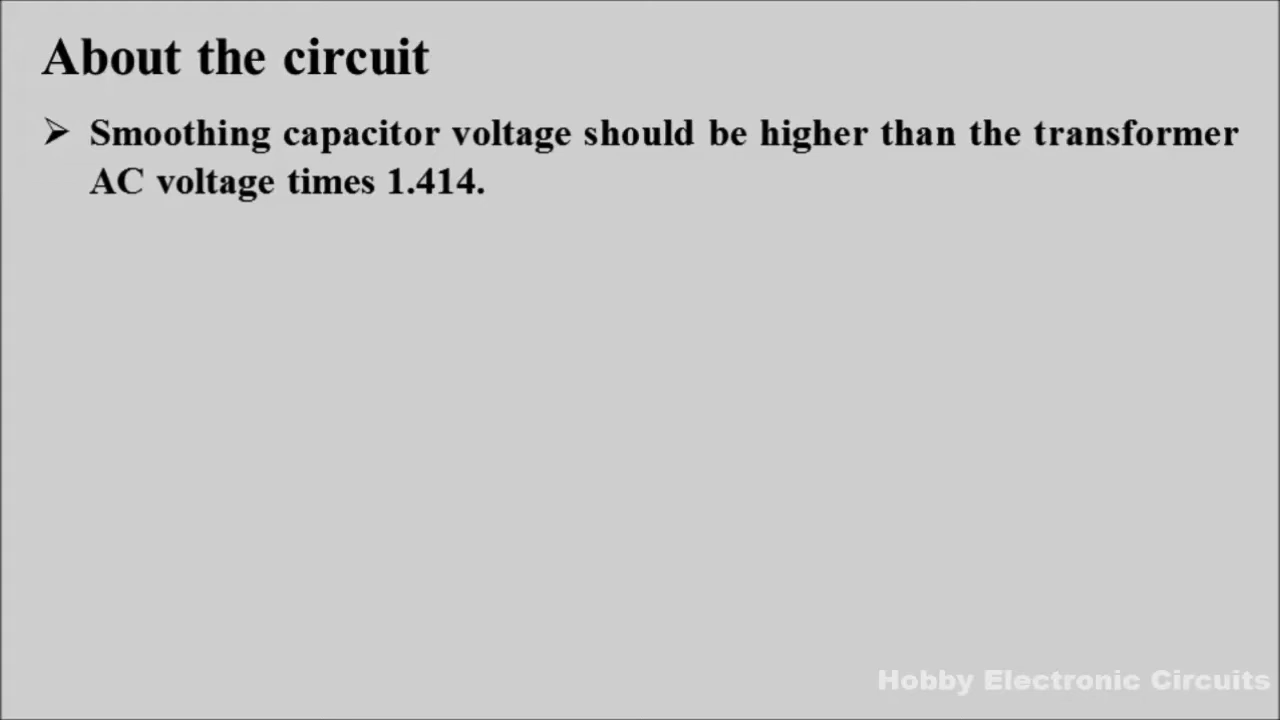 About the circuit
➢ Smoothing capacitor voltage should be higher than the transformer
AC voltage times 1.414.
Hobby Electronic Circuits